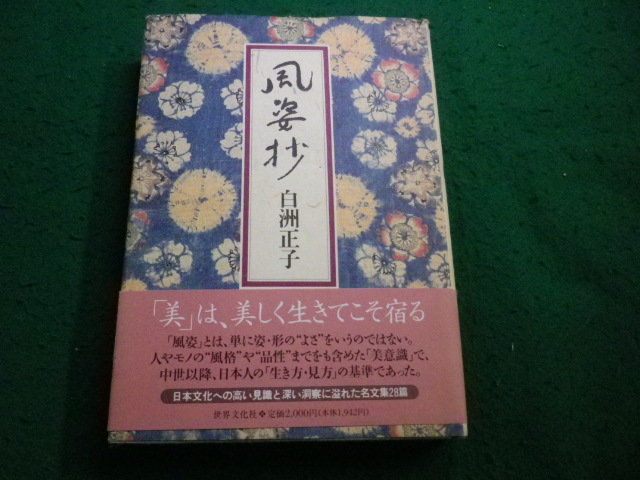 風姿抄
白洲正子
「美」は、美しく生きてこそ宿る
「風姿」とは、単に姿・形の“よさ”をいうのではない。
人やモノの“風格”や“品性”までをも含めた「美意識」で、
中世以降、日本人の「生き方・見方」の基準であった。
日本文化への高い見識と深い洞察に溢れた名文集28篇
世界文化社❖定価2,000円(本体1,942円)